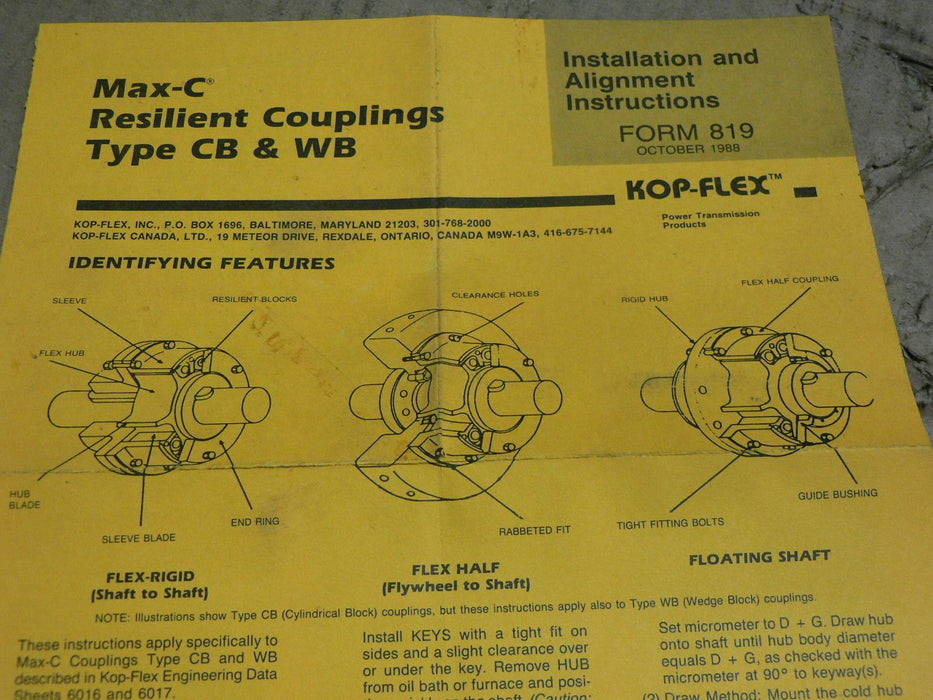 Max-C®
Resilient Couplings
Type CB & WB
Installation and
Alignment
Instructions
FORM 819
OCTOBER 1988
KOP-FLEX™
Power Transmission
Products
KOP-FLEX, INC., P.O. BOX 1696, BALTIMORE, MARYLAND 21203, 301-768-2000
KOP-FLEX CANADA, LTD., 19 METEOR DRIVE, REXDALE, ONTARIO, CANADA M9W-1A3, 416-675-7144
IDENTIFYING FEATURES
SLEEVE
RESILIENT BLOCKS
FLEX HUB
HUB
BLADE
SLEEVE BLADE
END RING
FLEX-RIGID
(Shaft to Shaft)
CLEARANCE HOLES
RABBETED FIT
FLEX HALF
(Flywheel to Shaft)
FLEX HALF COUPLING
RIGID HUB
GUIDE BUSHING
TIGHT FITTING BOLTS
FLOATING SHAFT
NOTE: Illustrations show Type CB (Cylindrical Block) couplings, but these instructions apply also to Type WB (Wedge Block) couplings.
These instructions apply specifically to
Max-C Couplings Type CB and WB
described in Kop-Flex Engineering Data
Sheets 6016 and 6017.
Install KEYS with a tight fit on
sides and a slight clearance over
or under the key. Remove HUB
from oil bath or furnace and posi-
the shaft. (Caution:
Set micrometer to D + G. Draw hub
onto shaft until hub body diameter
equals D + G, as checked with the
micrometer at 90° to keyway(s).
(2) Draw Method: Mount the cold hub